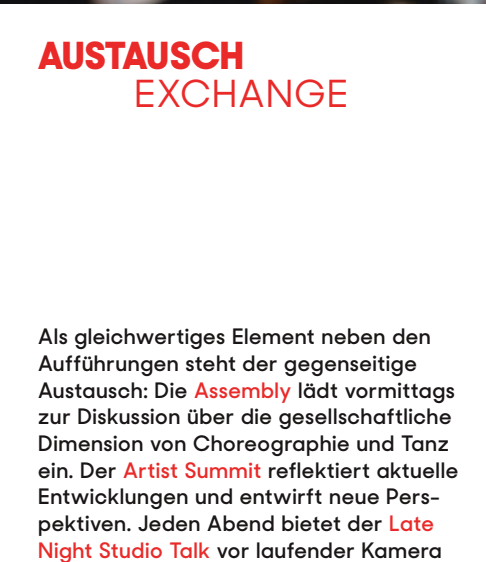 AUSTAUSCH
EXCHANGE
Als gleichwertiges Element neben den
Aufführungen steht der gegenseitige
Austausch: Die Assembly lädt vormittags
zur Diskussion über die gesellschaftliche
Dimension von Choreographie und Tanz
ein. Der Artist Summit reflektiert aktuelle
Entwicklungen und entwirft neue Pers-
pektiven. Jeden Abend bietet der Late
Night Studio Talk vor laufender Kamera